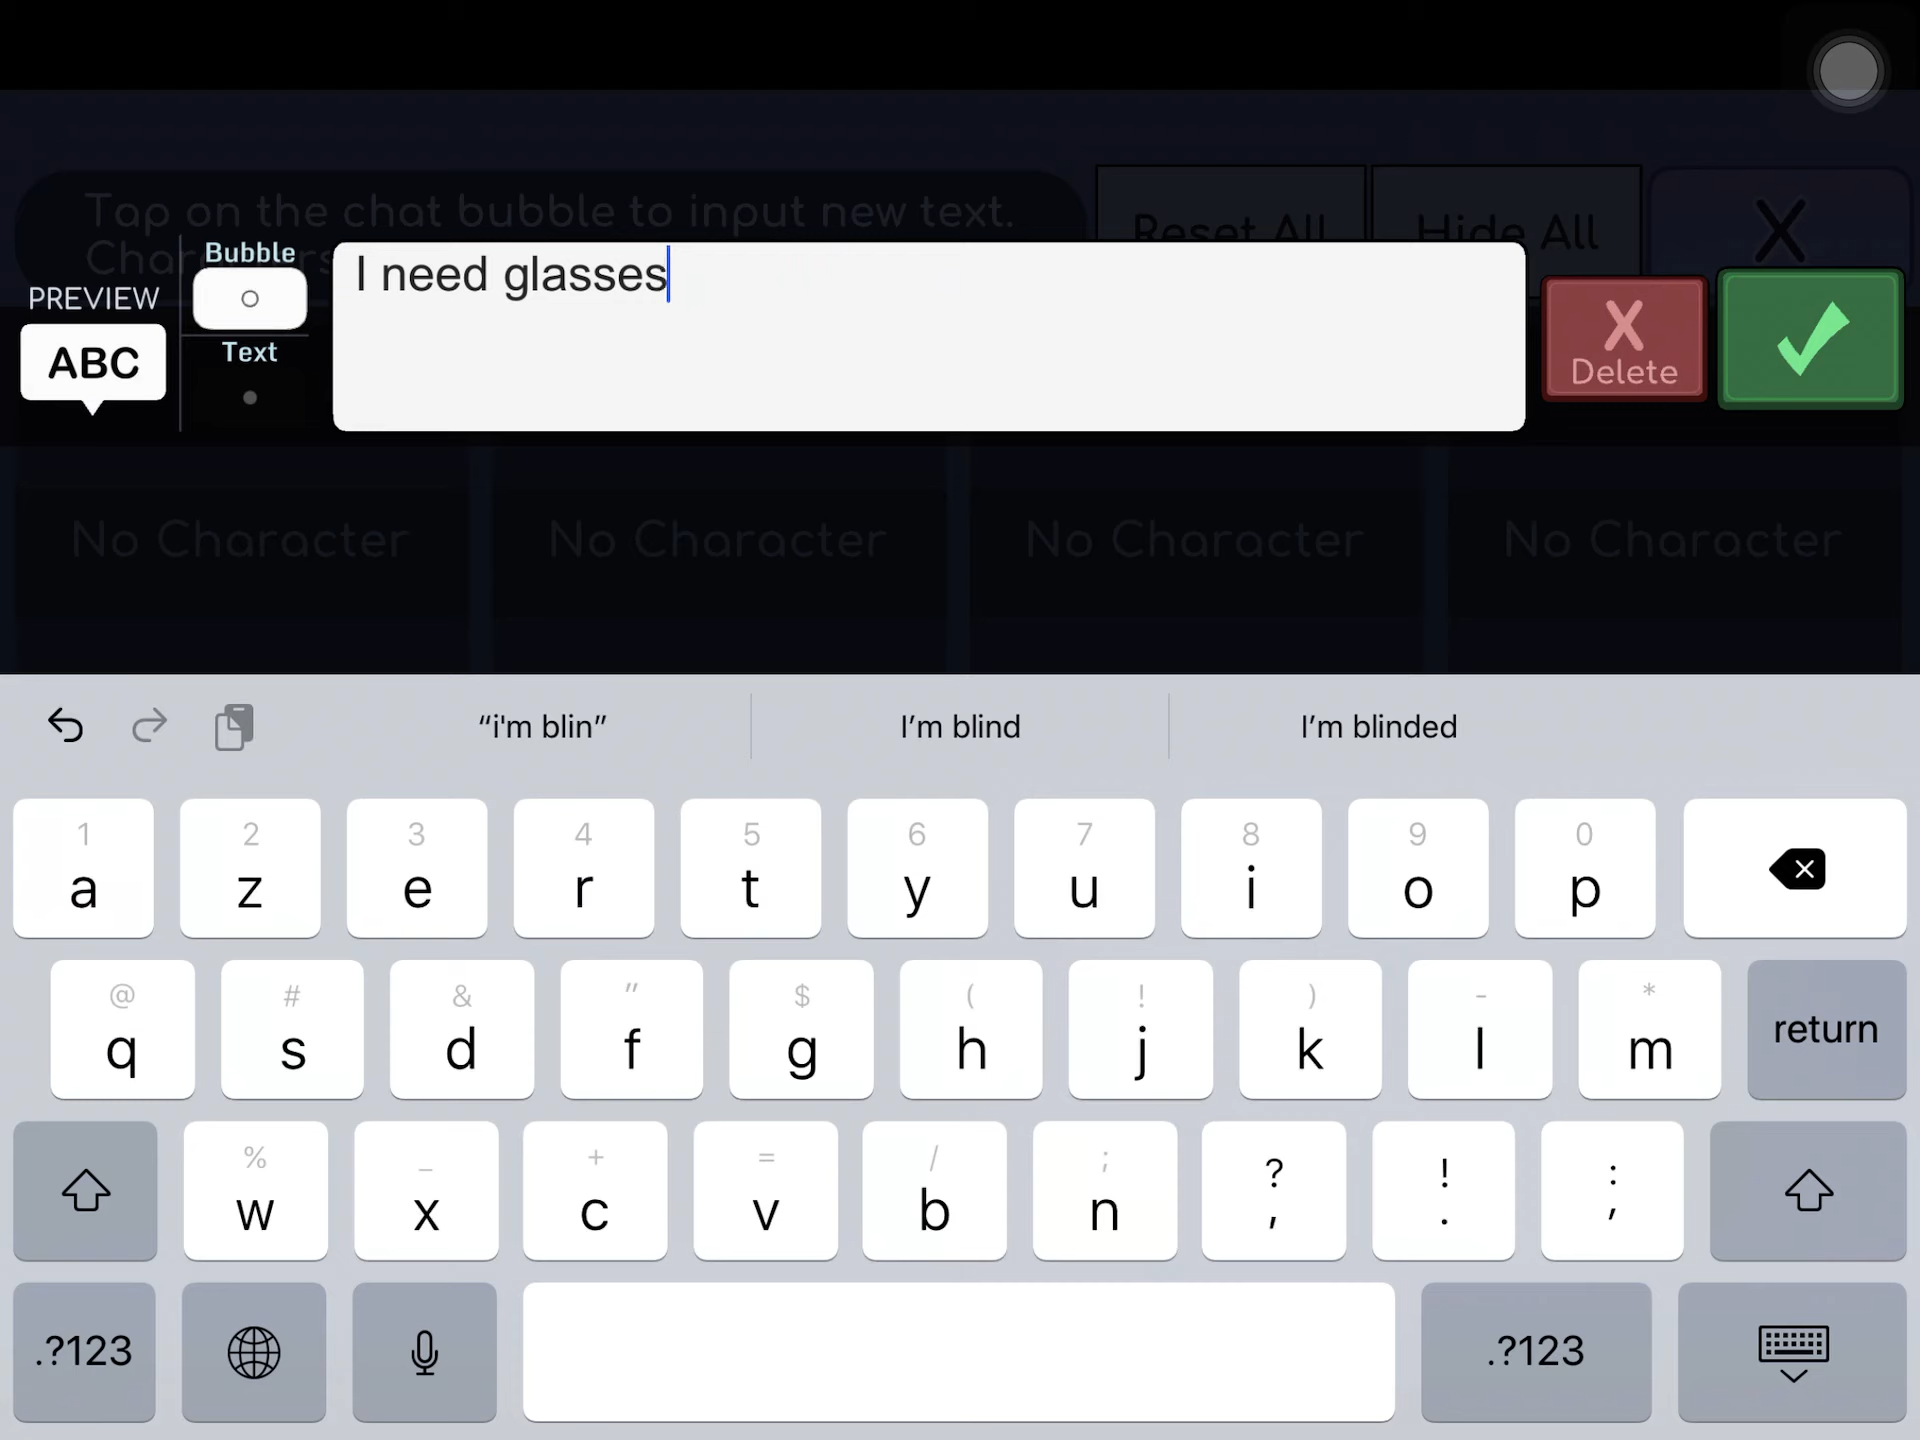 Tap on the chat bubble to input new text.
Characters
Reset All
Hide All
X
Bubble
PREVIEW
ABC
Text
I need glasses
X
Delete
No Character
No Character
No Character
No Character
“i'm blin”
I’m blind
I’m blinded
1 2 3 4 5 6 7 8 9 0
a z e r t y u i o p
@ # & " $ ( ! ) - *
q s d f g h j k l m
return
% _ + = / ; ? ! :
w x c v b n , . ,
.?123
.?123